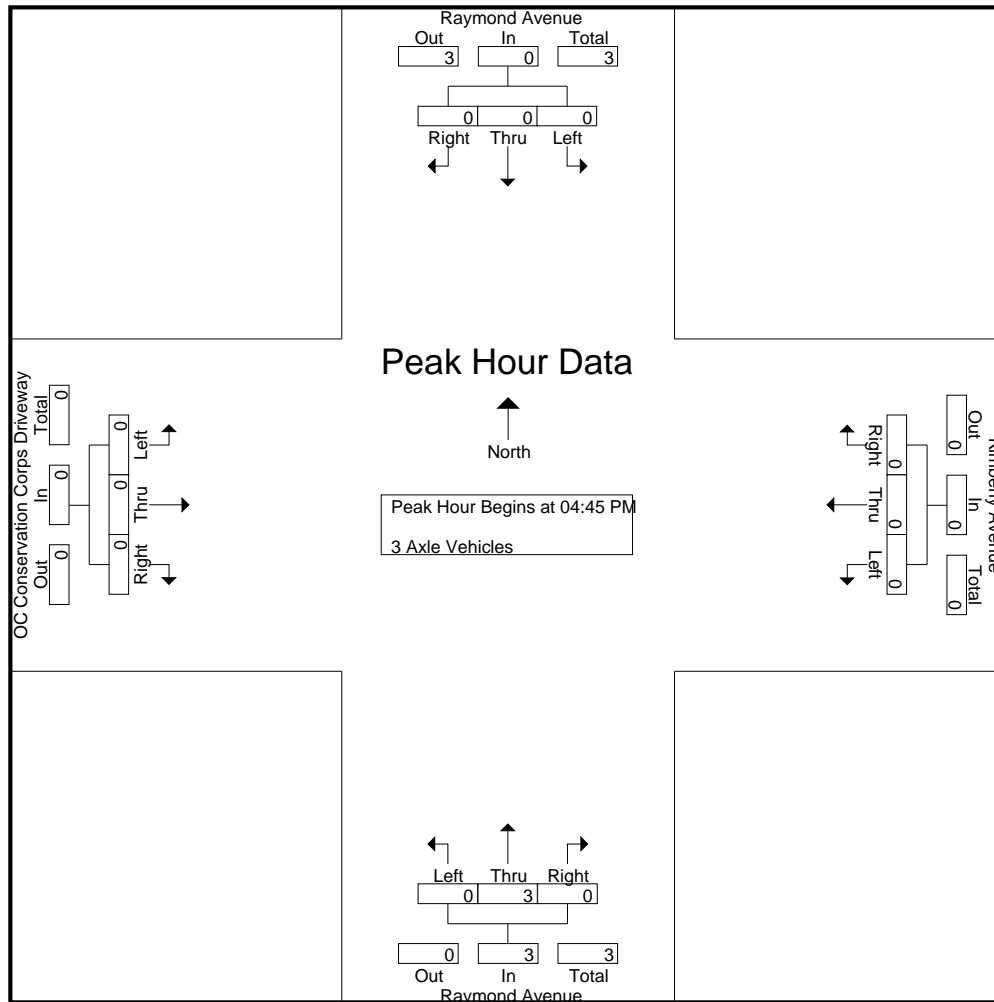 Raymond Avenue
Out In Total
3 0 3
0 0 0
Right Thru Left
Peak Hour Data
North
Peak Hour Begins at 04:45 PM
3 Axle Vehicles
OC Conservation Corps Driveway
Out In Total
0 0 0
0 0 0
Right Thru Left
Kimberly Avenue
Out In Total
0 0 0
0 0 0
Right Thru Left
Left Thru Right
0 3 0
0 3 3
Out In Total
Raymond Avenue